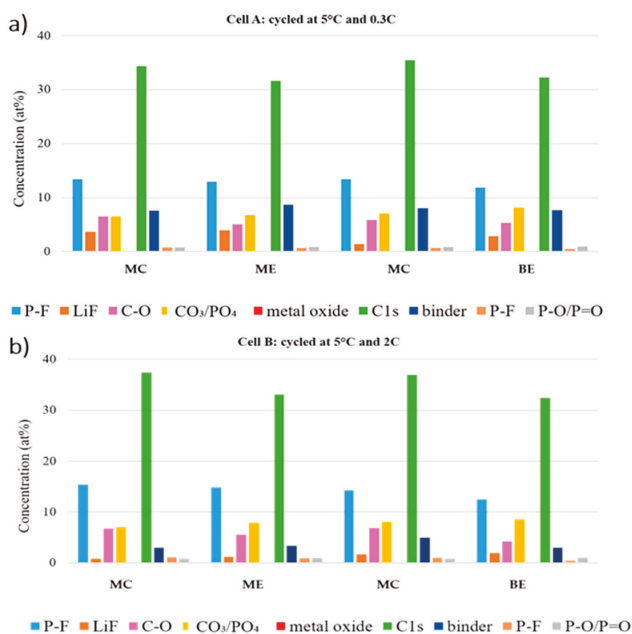 a)
Cell A: cycled at 5°C and 0.3C
Concentration (at%)
40
30
20
10
0
MC ME MC BE
P-F LiF C-O CO₃/PO₄ metal oxide C1s binder P-F P-O/P=O
b)
Cell B: cycled at 5°C and 2C
Concentration (at%)
40
30
20
10
0
MC ME MC BE
P-F LiF C-O CO₃/PO₄ metal oxide C1s binder P-F P-O/P=O